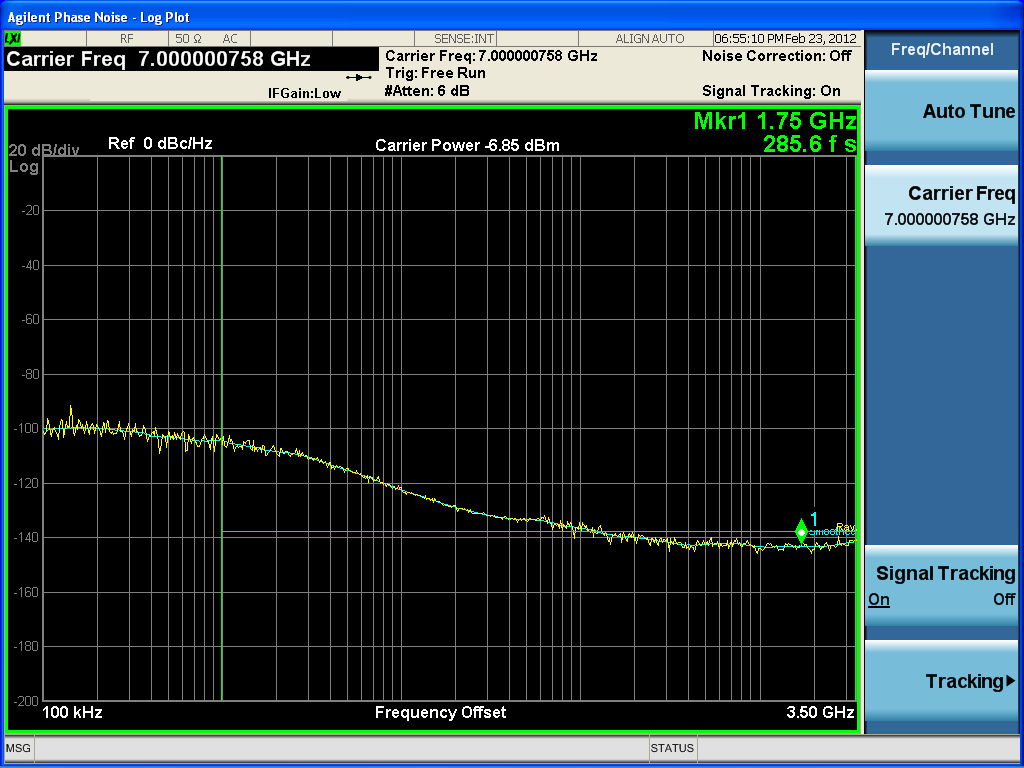 Agilent Phase Noise - Log Plot
LXI RF 50 Ω AC SENSE:INT ALIGN AUTO 06:55:10 PM Feb 23, 2012
Carrier Freq 7.000000758 GHz
Carrier Freq: 7.000000758 GHz Noise Correction: Off
Trig: Free Run
IFGain:Low #Atten: 6 dB Signal Tracking: On
Mkr1 1.75 GHz
285.6 f s
20 dB/div Ref 0 dBc/Hz Carrier Power -6.85 dBm
Log
-20
-40
-60
-80
-100
-120
1
Raw
-140
-160
-180
-200
100 kHz Frequency Offset 3.50 GHz
MSG STATUS
Freq/Channel
Auto Tune
Carrier Freq
7.000000758 GHz
Signal Tracking
On Off
Tracking